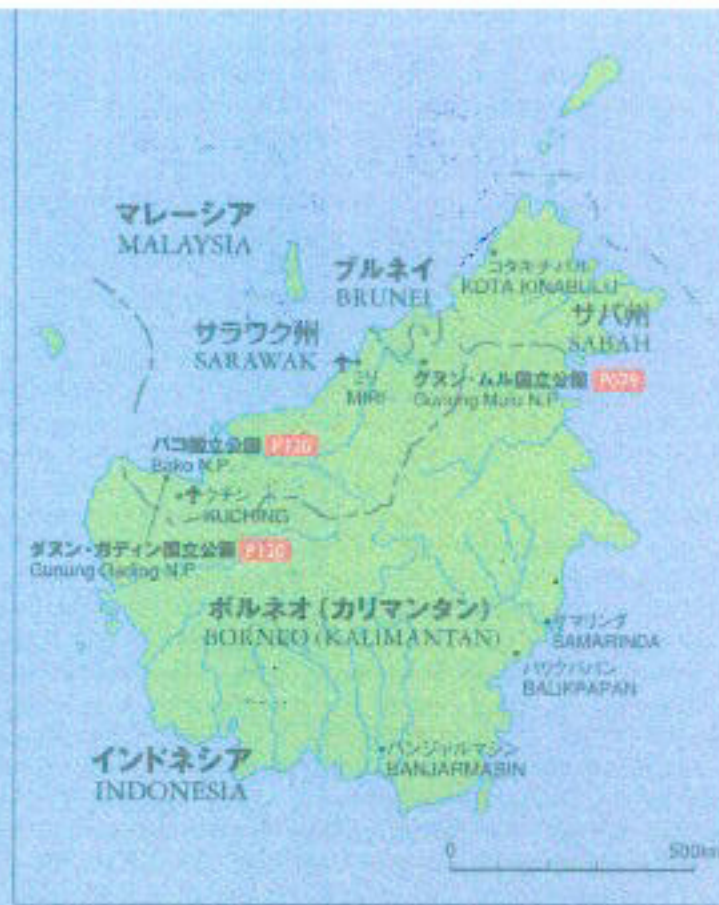 マレーシア
MALAYSIA
ブルネイ
BRUNEI
コタキナバル
KOTA KINABULU
サバ州
SABAH
サラワク州
SARAWAK
ミリ
MIRI
グヌン・ムル国立公園 P079
Gunung Mulu N.P.
バコ国立公園 P120
Bako N.P.
クチン
KUCHING
グヌン・ガディン国立公園 P120
Gunung Gading N.P.
ボルネオ（カリマンタン）
BORNEO (KALIMANTAN)
サマリンダ
SAMARINDA
バリクパパン
BALIKPAPAN
バンジャルマシン
BANJARMASIN
インドネシア
INDONESIA
0 500km